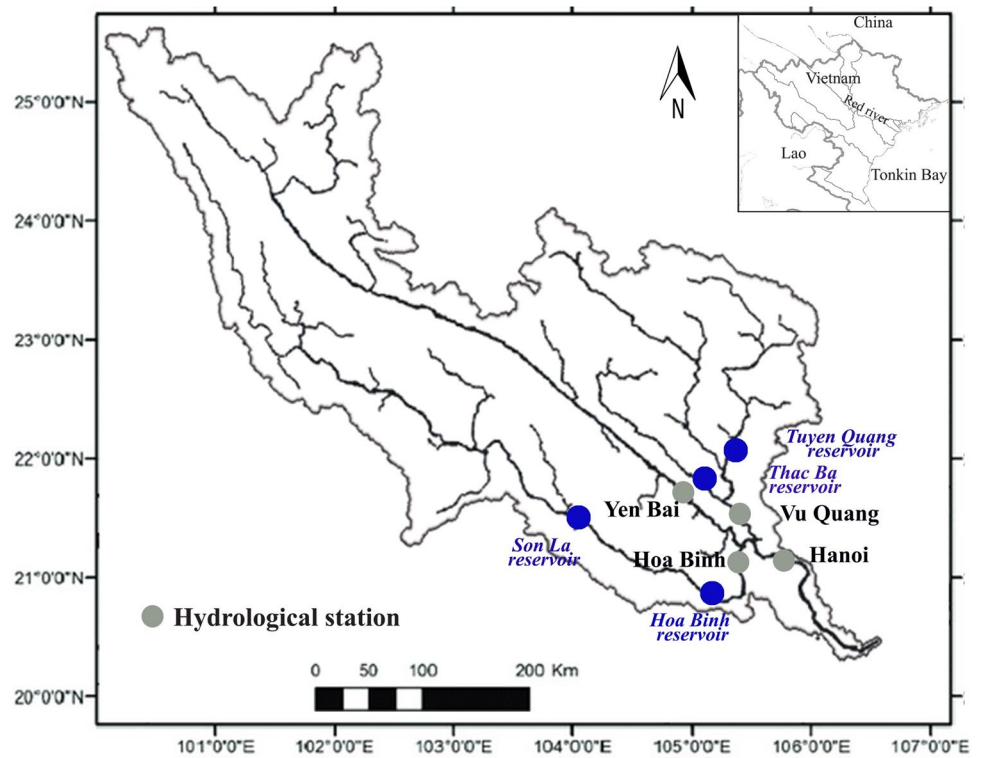 China
Vietnam
Red river
Lao
Tonkin Bay
N
25°0'0"N
24°0'0"N
23°0'0"N
22°0'0"N
21°0'0"N
20°0'0"N
Tuyen Quang
reservoir
Thac Ba
reservoir
Yen Bai
Vu Quang
Son La
reservoir
Hoa Binh
Hanoi
Hoa Binh
reservoir
Hydrological station
0 50 100 200 Km
101°0'0"E 102°0'0"E 103°0'0"E 104°0'0"E 105°0'0"E 106°0'0"E 107°0'0"E